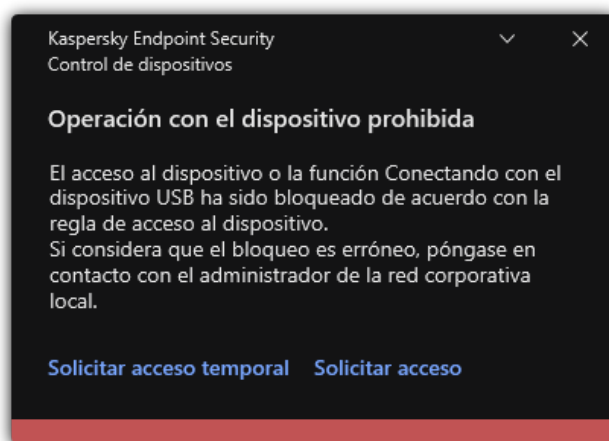 Kaspersky Endpoint Security
Control de dispositivos
Operación con el dispositivo prohibida
El acceso al dispositivo o la función Conectando con el
dispositivo USB ha sido bloqueado de acuerdo con la
regla de acceso al dispositivo.
Si considera que el bloqueo es erróneo, póngase en
contacto con el administrador de la red corporativa
local.
Solicitar acceso temporal Solicitar acceso